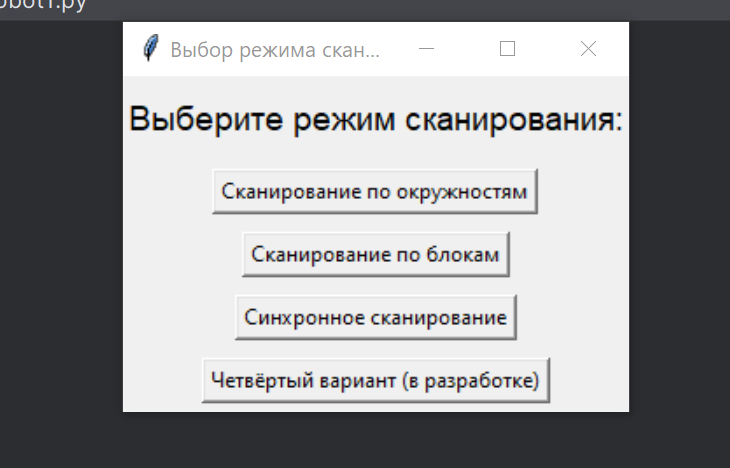 obot1.py
Выбор режима скан...
Выберите режим сканирования:
Сканирование по окружностям
Сканирование по блокам
Синхронное сканирование
Четвёртый вариант (в разработке)